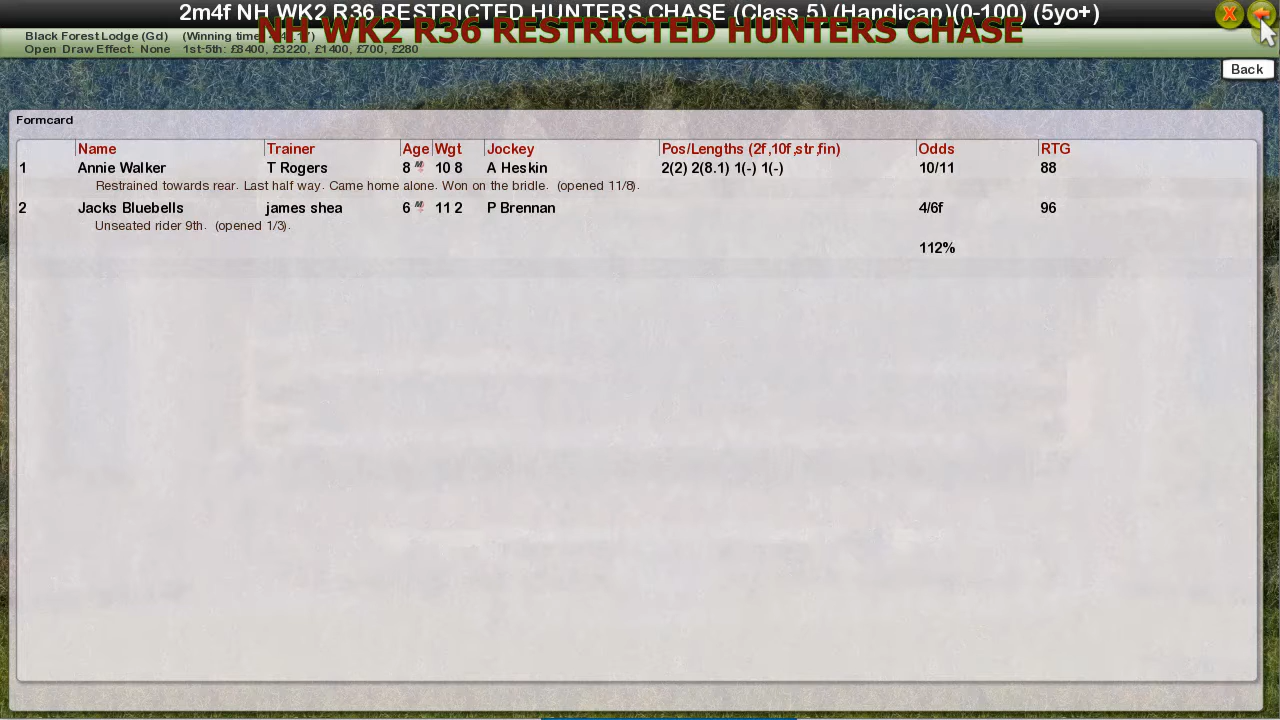 2m4f NH WK2 R36 RESTRICTED HUNTERS CHASE (Class 5) (Handicap)(0-100) (5yo+)
NH WK2 R36 RESTRICTED HUNTERS CHASE
Black Forest Lodge (Gd) (Winning time:
Open Draw Effect: None 1st-5th: £8400, £3220, £1400, £700, £280
Back
Formcard
Name Trainer Age Wgt Jockey Pos/Lengths (2f,10f,str,fin) Odds RTG
1 Annie Walker T Rogers 8 M 10 8 A Heskin 2(2) 2(8.1) 1(-) 1(-) 10/11 88
Restrained towards rear. Last half way. Came home alone. Won on the bridle. (opened 11/8).
2 Jacks Bluebells james shea 6 M 11 2 P Brennan 4/6f 96
Unseated rider 9th. (opened 1/3).
112%